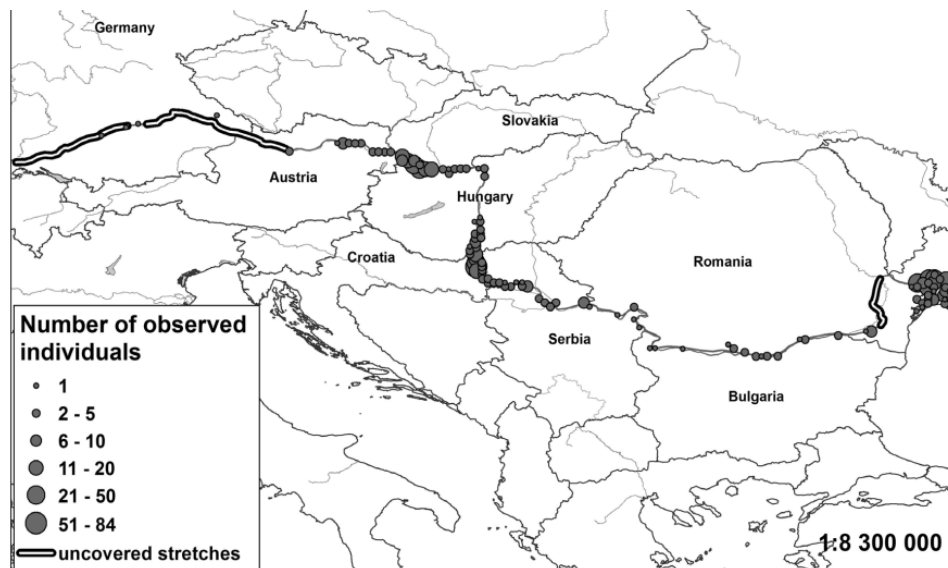 Germany
Slovakia
Austria
Hungary
Croatia
Romania
Serbia
Bulgaria
Number of observed
individuals
1
2 - 5
6 - 10
11 - 20
21 - 50
51 - 84
uncovered stretches
1:8 300 000